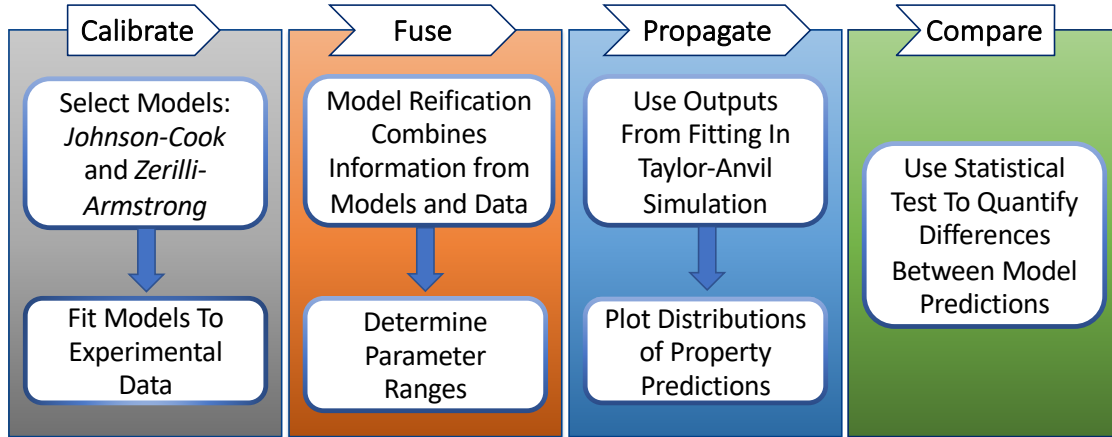 Calibrate
Select Models:
Johnson-Cook
and Zerilli-
Armstrong
Fit Models To
Experimental
Data
Fuse
Model Reification
Combines
Information from
Models and Data
Determine
Parameter
Ranges
Propagate
Use Outputs
From Fitting In
Taylor-Anvil
Simulation
Plot Distributions
of Property
Predictions
Compare
Use Statistical
Test To Quantify
Differences
Between Model
Predictions